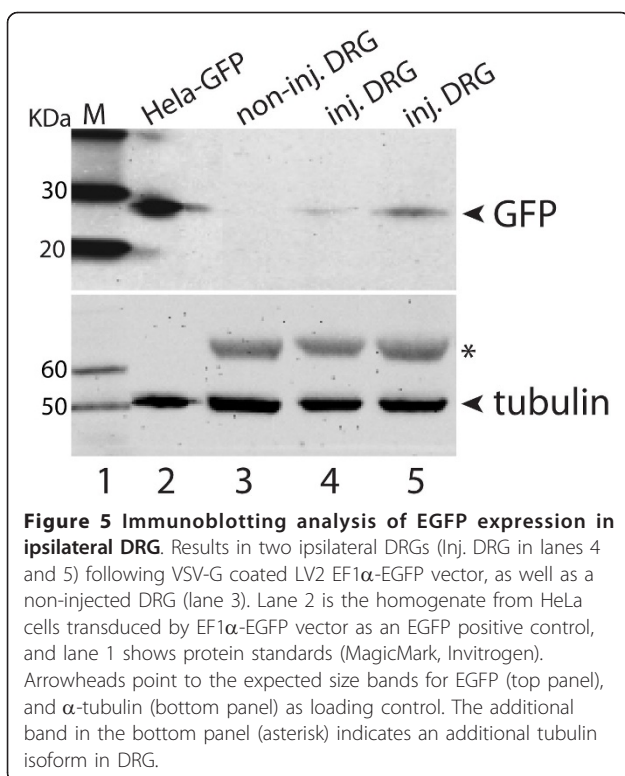 KDa M Hela-GFP non-inj. DRG inj. DRG inj. DRG
30
20
GFP
*
60
50
tubulin
1 2 3 4 5
Figure 5 Immunoblotting analysis of EGFP expression in
ipsilateral DRG. Results in two ipsilateral DRGs (Inj. DRG in lanes 4
and 5) following VSV-G coated LV2 EF1α-EGFP vector, as well as a
non-injected DRG (lane 3). Lane 2 is the homogenate from HeLa
cells transduced by EF1α-EGFP vector as an EGFP positive control,
and lane 1 shows protein standards (MagicMark, Invitrogen).
Arrowheads point to the expected size bands for EGFP (top panel),
and α-tubulin (bottom panel) as loading control. The additional
band in the bottom panel (asterisk) indicates an additional tubulin
isoform in DRG.